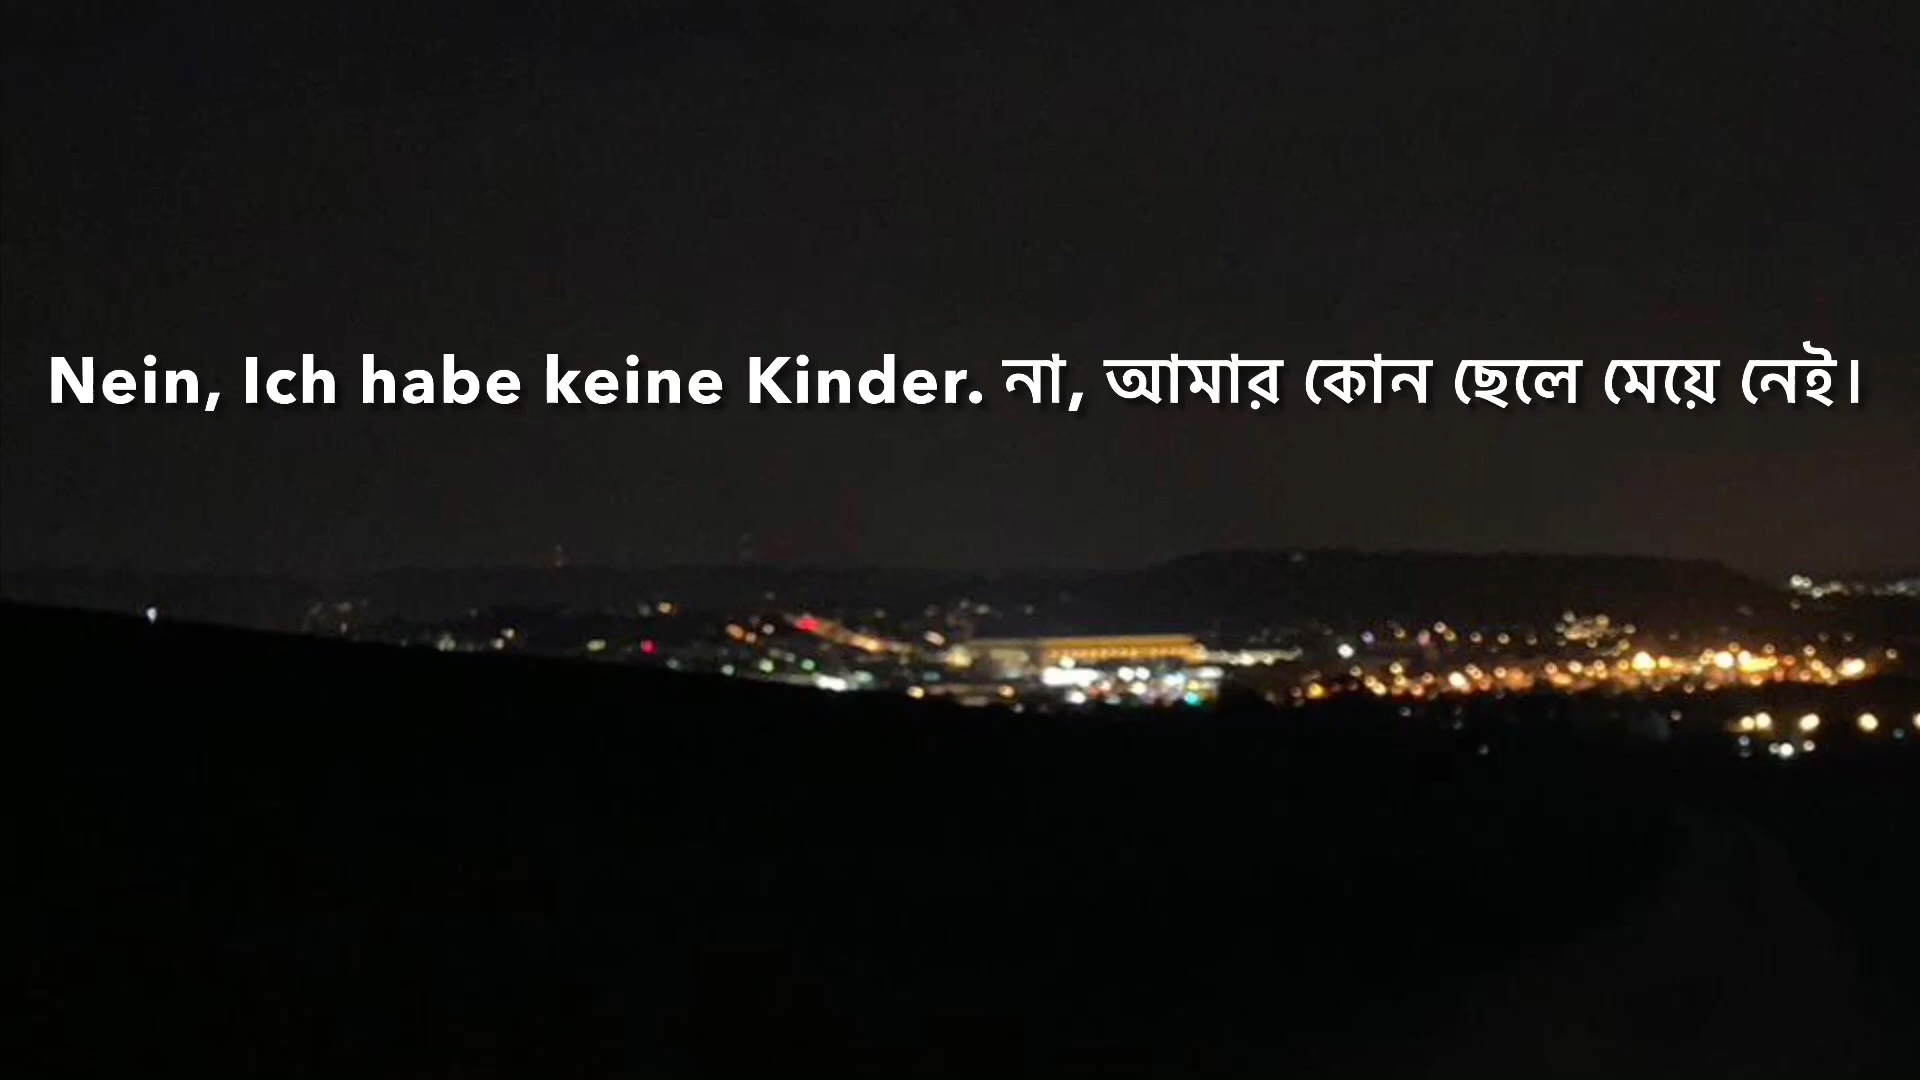 Nein, Ich habe keine Kinder. না, আমার কোন ছেলে মেয়ে নেই।